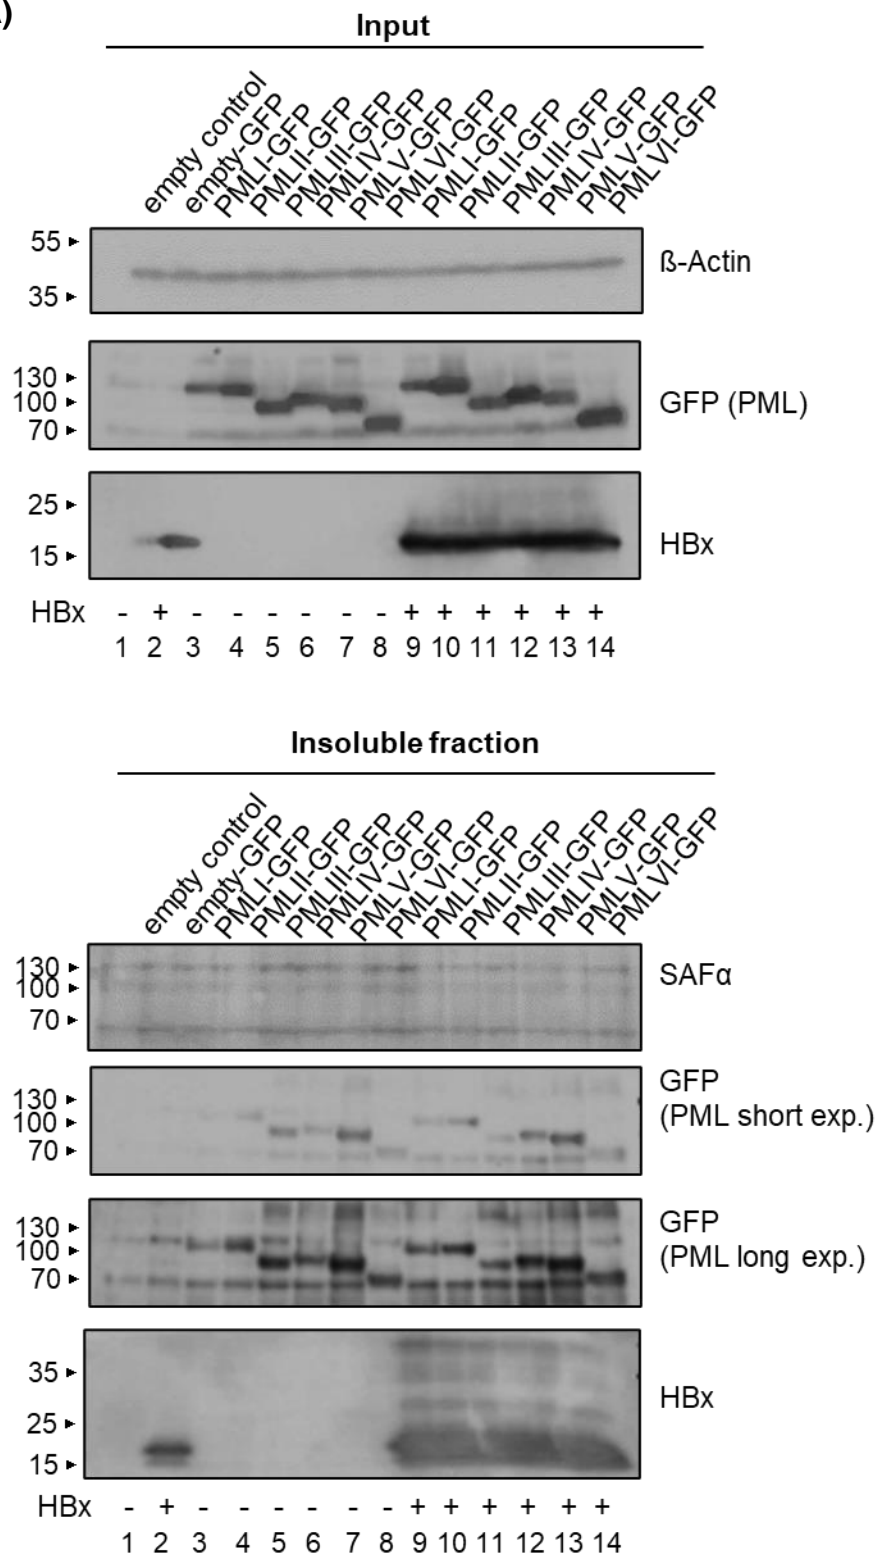 )
Input
empty control
empty-GFP
PMLI-GFP
PMLII-GFP
PMLIII-GFP
PMLIV-GFP
PMLV-GFP
PMLVI-GFP
PMLI-GFP
PMLII-GFP
PMLIII-GFP
PMLIV-GFP
PMLV-GFP
PMLVI-GFP
55
35
ß-Actin
130
100
70
GFP (PML)
25
15
HBx
HBx - + - - - - - - + + + + + +
1 2 3 4 5 6 7 8 9 10 11 12 13 14
Insoluble fraction
empty control
empty-GFP
PMLI-GFP
PMLII-GFP
PMLIII-GFP
PMLIV-GFP
PMLV-GFP
PMLVI-GFP
PMLI-GFP
PMLII-GFP
PMLIII-GFP
PMLIV-GFP
PMLV-GFP
PMLVI-GFP
130
100
70
SAFα
130
100
70
GFP
(PML short exp.)
130
100
70
GFP
(PML long exp.)
35
25
15
HBx
HBx - + - - - - - - + + + + + +
1 2 3 4 5 6 7 8 9 10 11 12 13 14